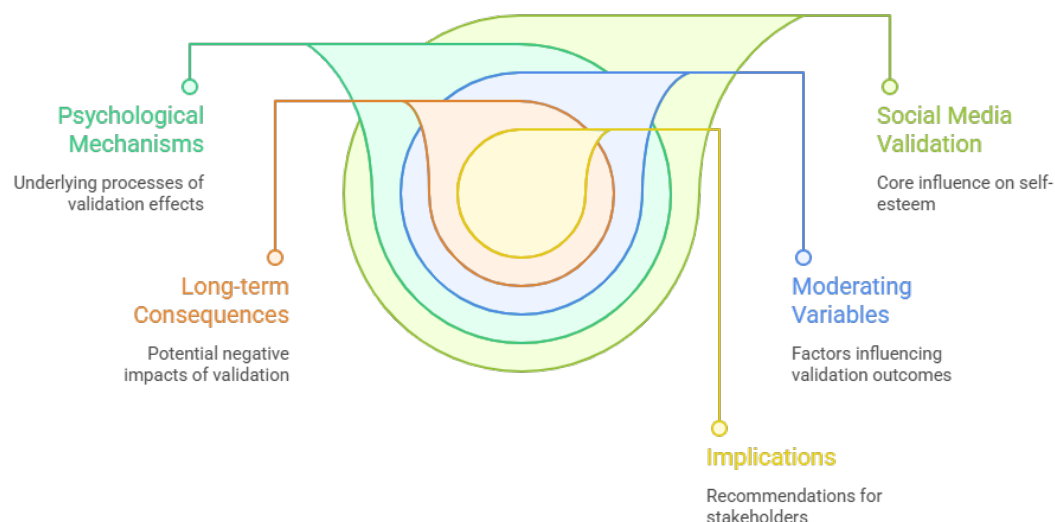 Psychological
Mechanisms
Underlying processes of
validation effects
Social Media
Validation
Core influence on self-
esteem
Long-term
Consequences
Potential negative
impacts of validation
Moderating
Variables
Factors influencing
validation outcomes
Implications
Recommendations for
stakeholders